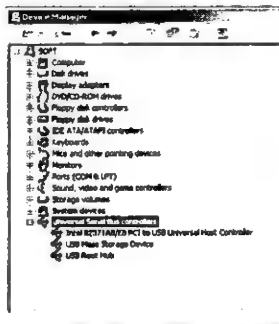 Device Manager
SOFT
Computer
Disk drives
Display adapters
DVD/CD-ROM drives
Floppy disk controllers
Floppy disk drives
IDE ATA/ATAPI controllers
Keyboards
Mice and other pointing devices
Monitors
Ports (COM & LPT)
Sound, video and game controllers
Storage volumes
System devices
Universal Serial Bus controllers
Intel 82371AB/EB PCI to USB Universal Host Controller
USB Mass Storage Device
USB Root Hub